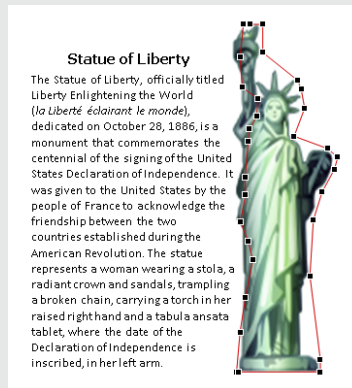 Statue of Liberty
The Statue of Liberty, officially titled
Liberty Enlightening the World
(la Liberté éclairant le monde),
dedicated on October 28, 1886, is a
monument that commemorates the
centennial of the signing of the United
States Declaration of Independence. It
was given to the United States by the
people of France to acknowledge the
friendship between the two
countries established during the
American Revolution. The statue
represents a woman wearing a stola, a
radiant crown and sandals, trampling
a broken chain, carrying a torch in her
raised right hand and a tabula ansata
tablet, where the date of the
Declaration of Independence is
inscribed, in her left arm.